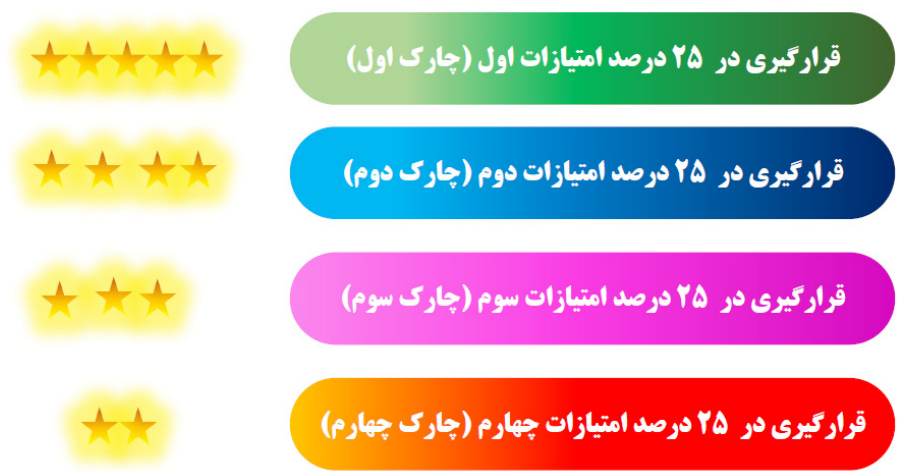 قرارگیری در ۲۵ درصد امتیازات اول (چارک اول)
قرارگیری در ۲۵ درصد امتیازات دوم (چارک دوم)
قرارگیری در ۲۵ درصد امتیازات سوم (چارک سوم)
قرارگیری در ۲۵ درصد امتیازات چهارم (چارک چهارم)